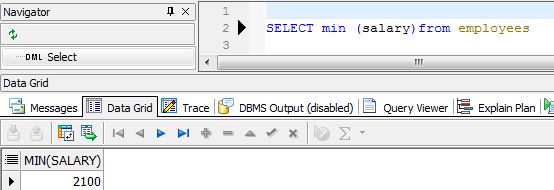 Navigator
1
2 SELECT min (salary)from employees
3
DML Select
Data Grid
Messages Data Grid Trace DBMS Output (disabled) Query Viewer Explain Plan
MIN(SALARY)
2100